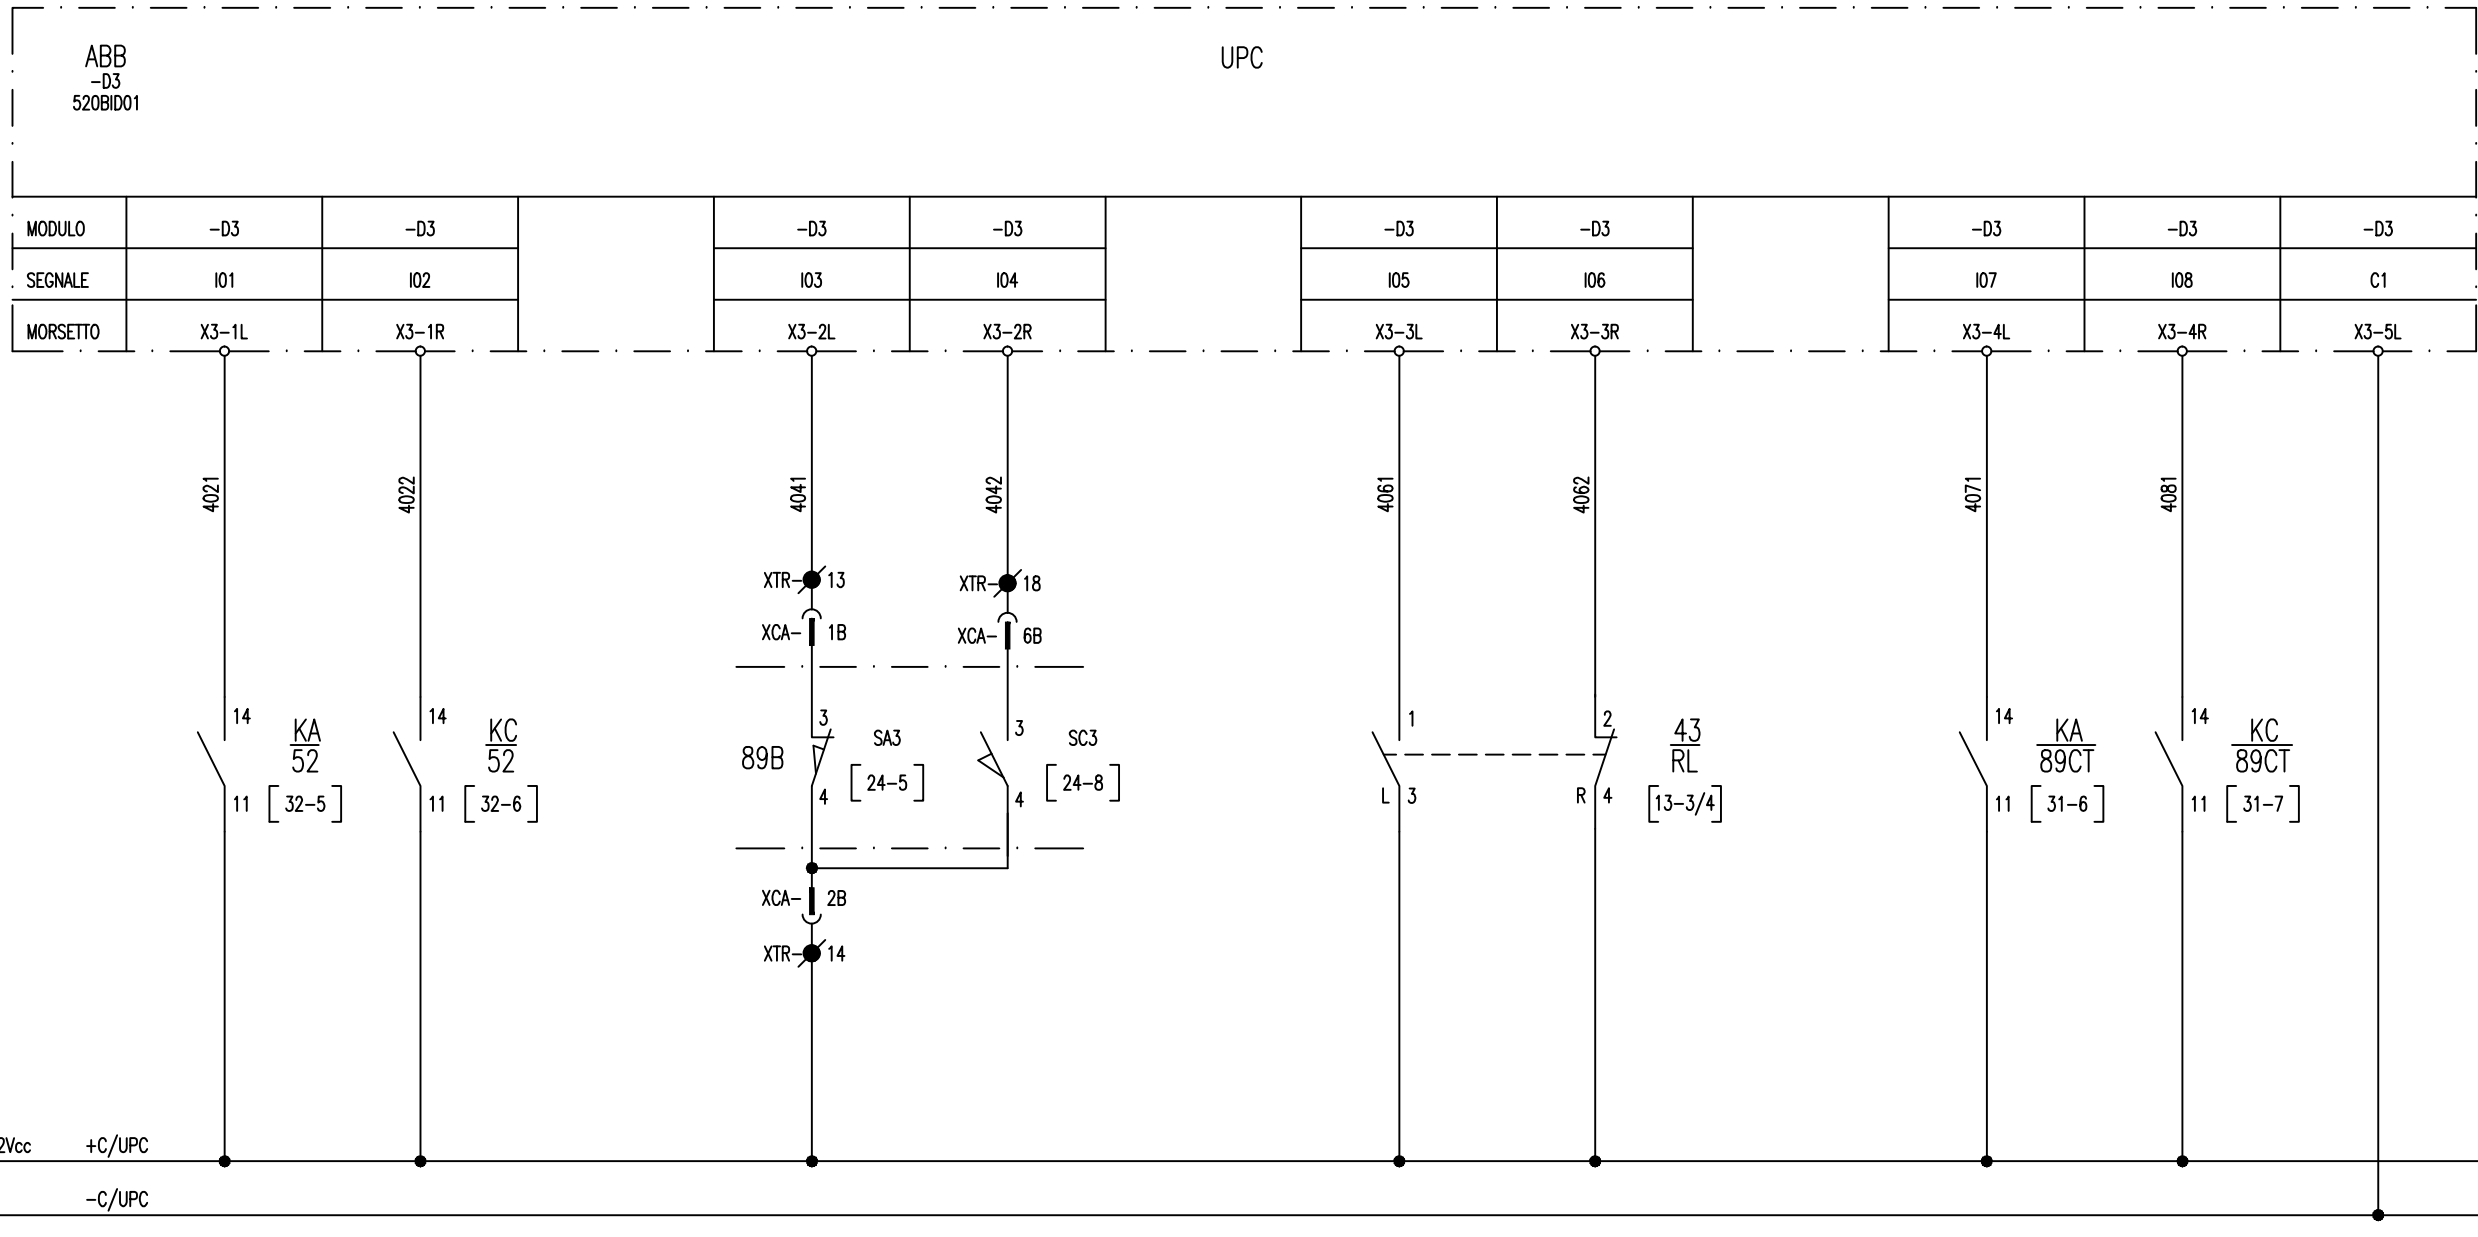 ABB
-D3
520BID01
UPC
MODULO -D3 -D3 -D3 -D3 -D3 -D3 -D3 -D3 -D3
SEGNALE I01 I02 I03 I04 I05 I06 I07 I08 C1
MORSETTO X3-1L X3-1R X3-2L X3-2R X3-3L X3-3R X3-4L X3-4R X3-5L
4021 4022 4041 4042 4061 4062 4071 4081
XTR- 13 XTR- 18
XCA- 1B XCA- 6B
14 KA 14 KC 3 SA3 3 SC3 1 2 43 14 KA 14 KC
52 52 89B RL 89CT 89CT
11 [32-5] 11 [32-6] 4 [24-5] 4 [24-8] L 3 R 4 [13-3/4] 11 [31-6] 11 [31-7]
XCA- 2B
XTR- 14
2Vcc +C/UPC
-C/UPC